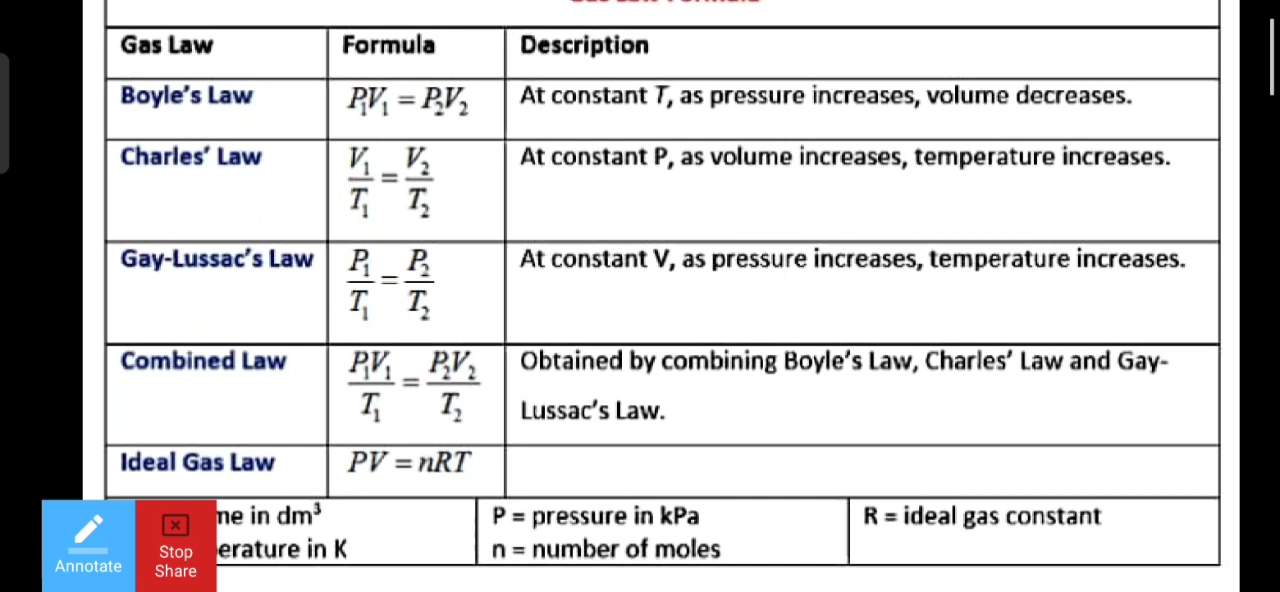 Gas Law Formula
Gas Law Formula Description
Boyle's Law P₁V₁ = P₂V₂ At constant T, as pressure increases, volume decreases.
Charles' Law V₁/T₁ = V₂/T₂ At constant P, as volume increases, temperature increases.
Gay-Lussac's Law P₁/T₁ = P₂/T₂ At constant V, as pressure increases, temperature increases.
Combined Law P₁V₁/T₁ = P₂V₂/T₂ Obtained by combining Boyle's Law, Charles' Law and Gay-
Lussac's Law.
Ideal Gas Law PV = nRT
in dm³ P = pressure in kPa R = ideal gas constant
in K n = number of moles
Annotate
Stop
Share